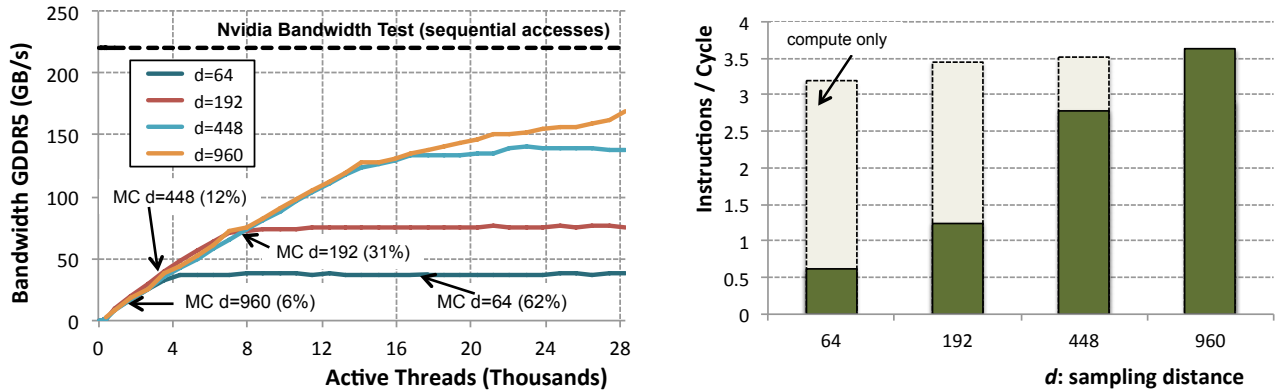 Nvidia Bandwidth Test (sequential accesses)
Bandwidth GDDR5 (GB/s)
250
200
150
100
50
0
d=64
d=192
d=448
d=960
MC d=448 (12%)
MC d=192 (31%)
MC d=960 (6%)
MC d=64 (62%)
0
4
8
12
16
20
24
28
Active Threads (Thousands)
Instructions / Cycle
4
3.5
3
2.5
2
1.5
1
0.5
0
compute only
64
192
448
960
d: sampling distance